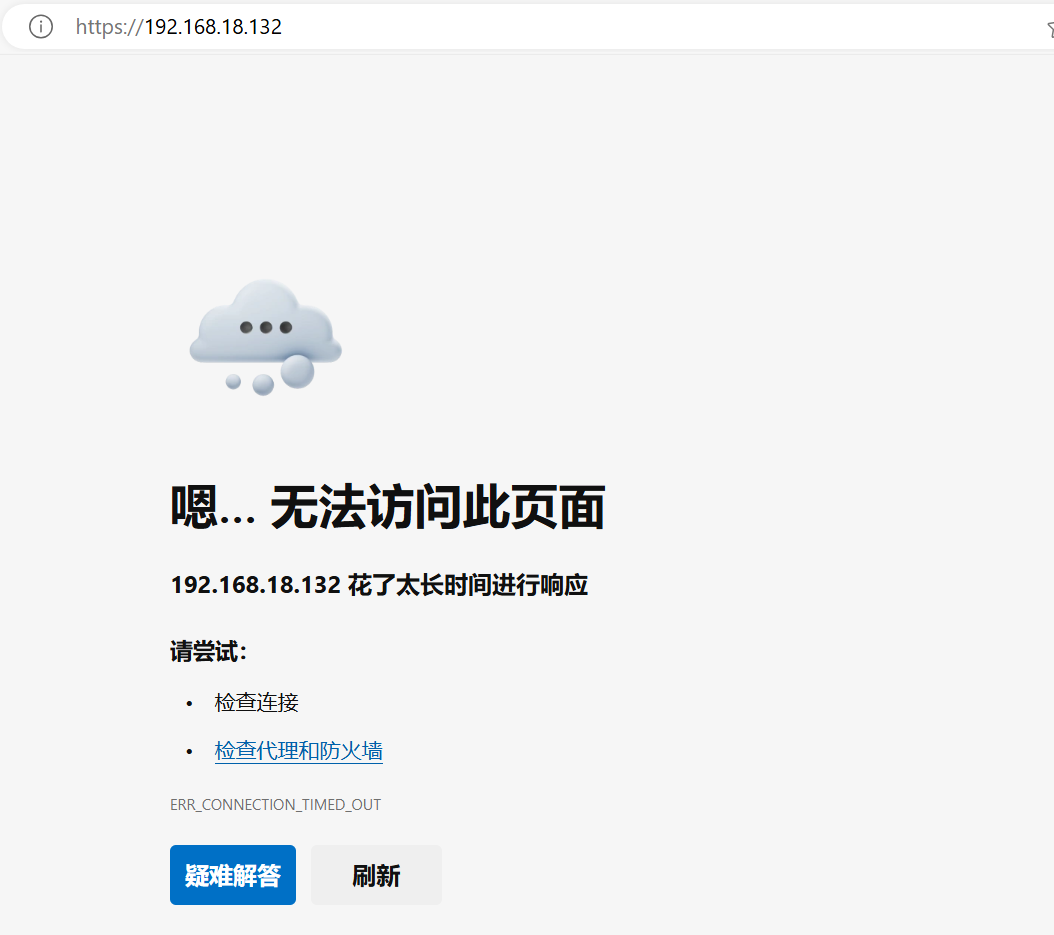 https://192.168.18.132
嗯... 无法访问此页面
192.168.18.132 花了太长时间进行响应
请尝试：
• 检查连接
• 检查代理和防火墙
ERR_CONNECTION_TIMED_OUT
疑难解答 刷新